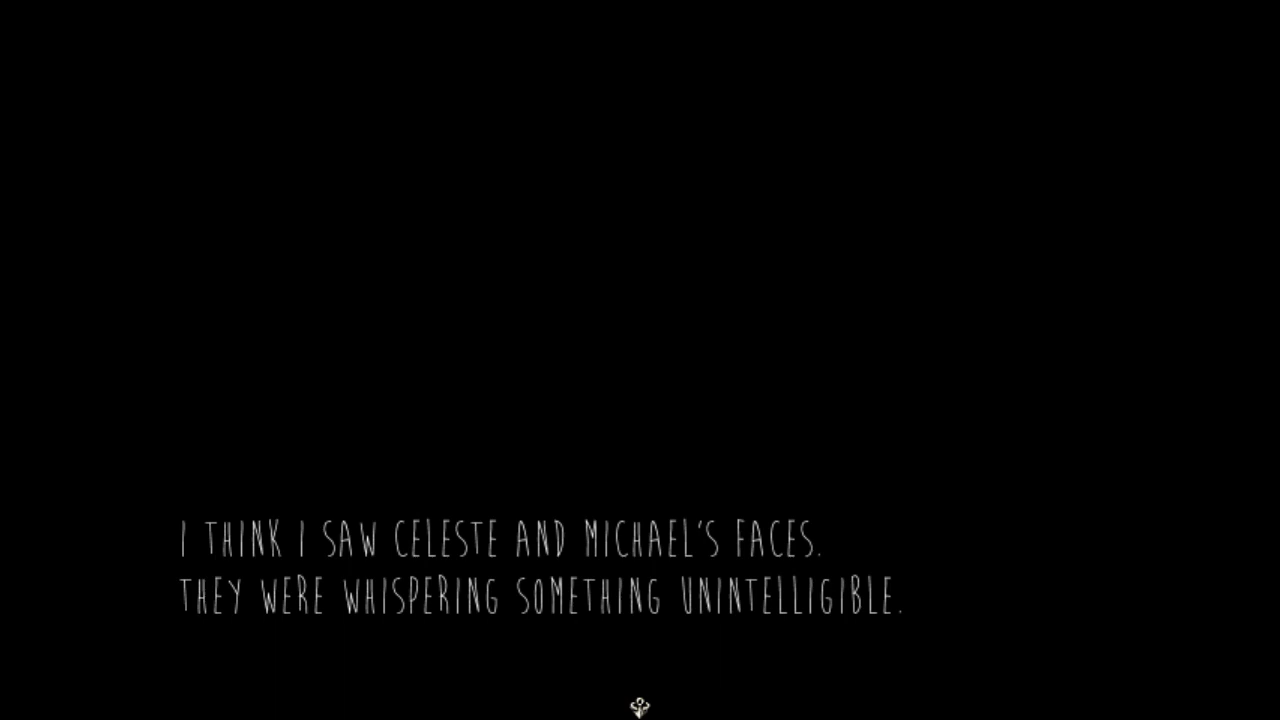 I THINK I SAW CELESTE AND MICHAEL'S FACES.
THEY WERE WHISPERING SOMETHING UNINTELLIGIBLE.